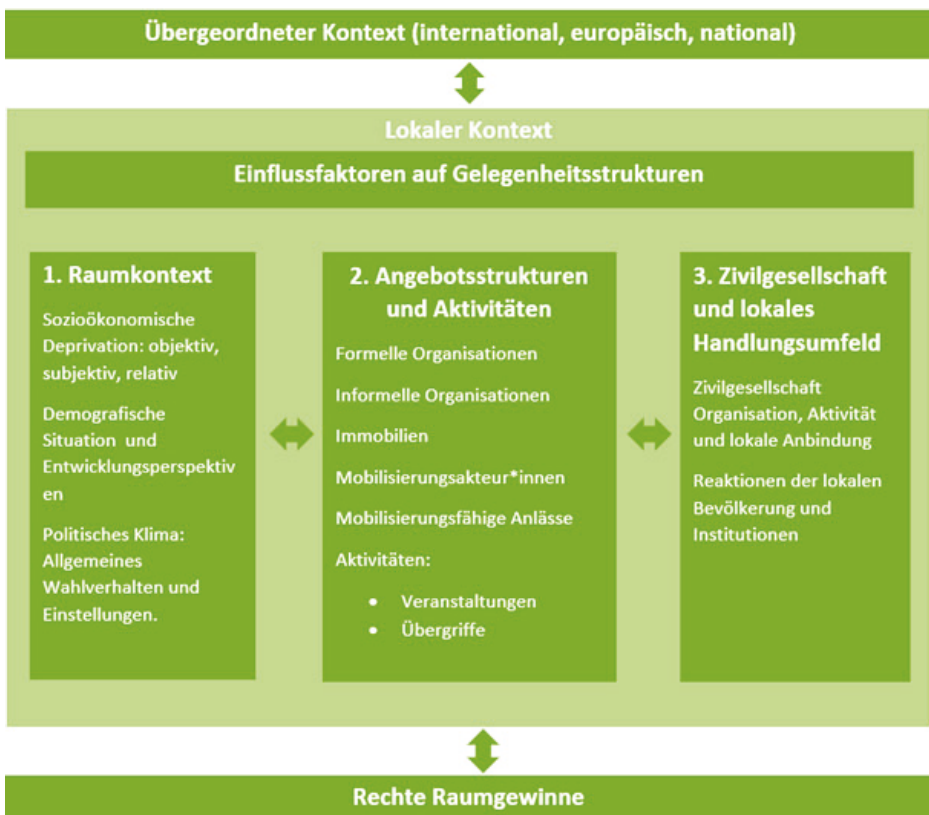 Übergeordneter Kontext (international, europäisch, national)
Lokaler Kontext
Einflussfaktoren auf Gelegenheitsstrukturen
1. Raumkontext
Sozioökonomische
Deprivation: objektiv,
subjektiv, relativ
Demografische
Situation und
Entwicklungsperspektiv
en
Politisches Klima:
Allgemeines
Wahlverhalten und
Einstellungen.
2. Angebotsstrukturen
und Aktivitäten
Formelle Organisationen
Informelle Organisationen
Immobilien
Mobilisierungsakteur*innen
Mobilisierungsfähige Anlässe
Aktivitäten:
• Veranstaltungen
• Übergriffe
3. Zivilgesellschaft
und lokales
Handlungsumfeld
Zivilgesellschaft
Organisation, Aktivität
und lokale Anbindung
Reaktionen der lokalen
Bevölkerung und
Institutionen
Rechte Raumgewinne